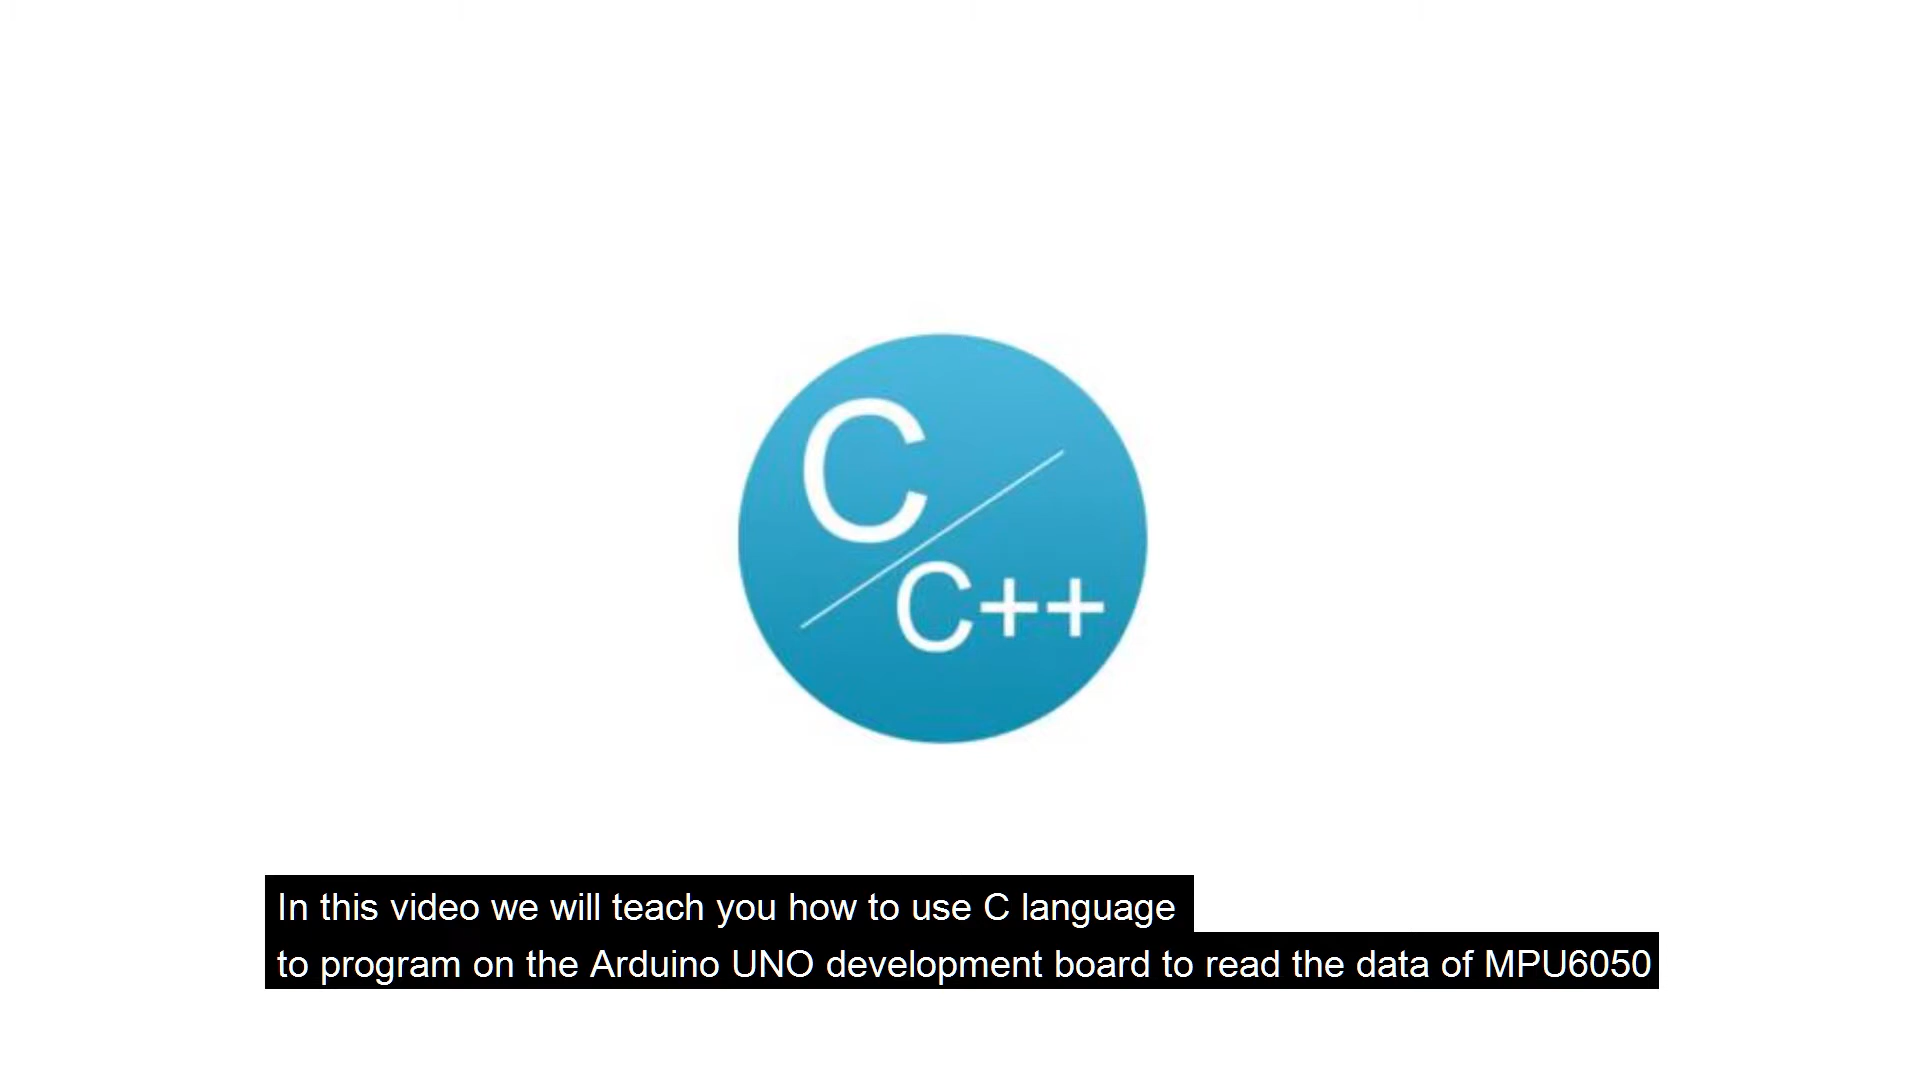 C
C++
In this video we will teach you how to use C language
to program on the Arduino UNO development board to read the data of MPU6050